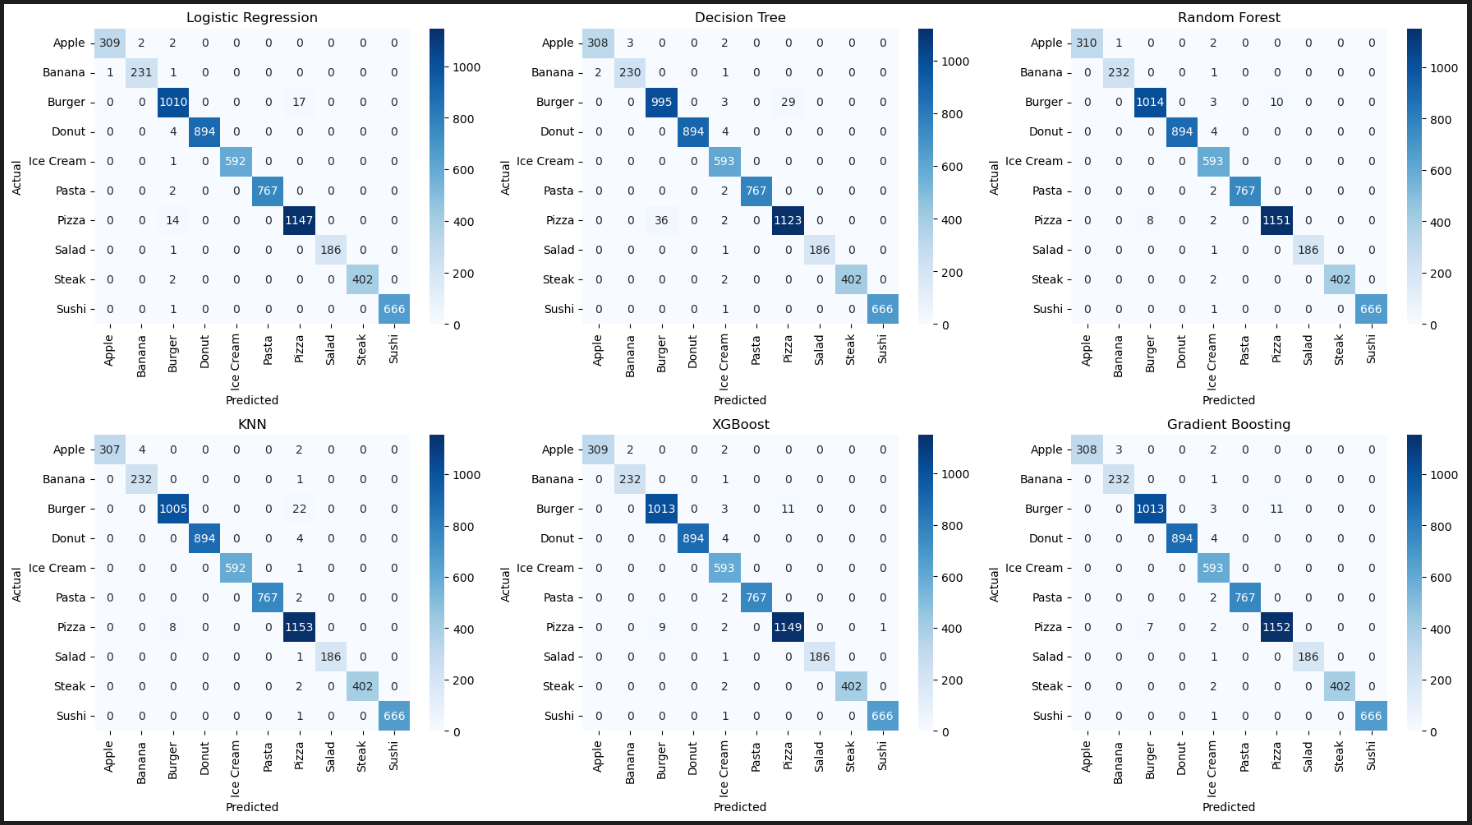 Logistic Regression
Apple 309 2 2 0 0 0 0 0 0 0
Banana 1 231 1 0 0 0 0 0 0 0
Burger 0 0 1010 0 0 0 17 0 0 0
Donut 0 0 4 894 0 0 0 0 0 0
Ice Cream 0 0 1 0 592 0 0 0 0 0
Pasta 0 0 2 0 0 767 0 0 0 0
Pizza 0 0 14 0 0 0 1147 0 0 0
Salad 0 0 1 0 0 0 0 186 0 0
Steak 0 0 2 0 0 0 0 0 402 0
Sushi 0 0 1 0 0 0 0 0 0 666
Actual
Apple Banana Burger Donut Ice Cream Pasta Pizza Salad Steak Sushi
Predicted
1000
800
600
400
200
0
Decision Tree
Apple 308 3 0 0 2 0 0 0 0 0
Banana 2 230 0 0 1 0 0 0 0 0
Burger 0 0 995 0 3 0 29 0 0 0
Donut 0 0 0 894 4 0 0 0 0 0
Ice Cream 0 0 0 0 593 0 0 0 0 0
Pasta 0 0 0 0 2 767 0 0 0 0
Pizza 0 0 36 0 2 0 1123 0 0 0
Salad 0 0 0 0 1 0 0 186 0 0
Steak 0 0 0 0 2 0 0 0 402 0
Sushi 0 0 0 0 1 0 0 0 0 666
Actual
Apple Banana Burger Donut Ice Cream Pasta Pizza Salad Steak Sushi
Predicted
1000
800
600
400
200
0
Random Forest
Apple 310 1 0 0 2 0 0 0 0 0
Banana 0 232 0 0 1 0 0 0 0 0
Burger 0 0 1014 0 3 0 10 0 0 0
Donut 0 0 0 894 4 0 0 0 0 0
Ice Cream 0 0 0 0 593 0 0 0 0 0
Pasta 0 0 0 0 2 767 0 0 0 0
Pizza 0 0 8 0 2 0 1151 0 0 0
Salad 0 0 0 0 1 0 0 186 0 0
Steak 0 0 0 0 2 0 0 0 402 0
Sushi 0 0 0 0 1 0 0 0 0 666
Actual
Apple Banana Burger Donut Ice Cream Pasta Pizza Salad Steak Sushi
Predicted
1000
800
600
400
200
0
KNN
Apple 307 4 0 0 0 0 2 0 0 0
Banana 0 232 0 0 0 0 1 0 0 0
Burger 0 0 1005 0 0 0 22 0 0 0
Donut 0 0 0 894 0 0 4 0 0 0
Ice Cream 0 0 0 0 592 0 1 0 0 0
Pasta 0 0 0 0 0 767 2 0 0 0
Pizza 0 0 8 0 0 0 1153 0 0 0
Salad 0 0 0 0 0 0 1 186 0 0
Steak 0 0 0 0 0 0 2 0 402 0
Sushi 0 0 0 0 0 0 1 0 0 666
Actual
Apple Banana Burger Donut Ice Cream Pasta Pizza Salad Steak Sushi
Predicted
1000
800
600
400
200
0
XGBoost
Apple 309 2 0 0 2 0 0 0 0 0
Banana 0 232 0 0 1 0 0 0 0 0
Burger 0 0 1013 0 3 0 11 0 0 0
Donut 0 0 0 894 4 0 0 0 0 0
Ice Cream 0 0 0 0 593 0 0 0 0 0
Pasta 0 0 0 0 2 767 0 0 0 0
Pizza 0 0 9 0 2 0 1149 0 0 1
Salad 0 0 0 0 1 0 0 186 0 0
Steak 0 0 0 0 2 0 0 0 402 0
Sushi 0 0 0 0 1 0 0 0 0 666
Actual
Apple Banana Burger Donut Ice Cream Pasta Pizza Salad Steak Sushi
Predicted
1000
800
600
400
200
0
Gradient Boosting
Apple 308 3 0 0 2 0 0 0 0 0
Banana 0 232 0 0 1 0 0 0 0 0
Burger 0 0 1013 0 3 0 11 0 0 0
Donut 0 0 0 894 4 0 0 0 0 0
Ice Cream 0 0 0 0 593 0 0 0 0 0
Pasta 0 0 0 0 2 767 0 0 0 0
Pizza 0 0 7 0 2 0 1152 0 0 0
Salad 0 0 0 0 1 0 0 186 0 0
Steak 0 0 0 0 2 0 0 0 402 0
Sushi 0 0 0 0 1 0 0 0 0 666
Actual
Apple Banana Burger Donut Ice Cream Pasta Pizza Salad Steak Sushi
Predicted
1000
800
600
400
200
0